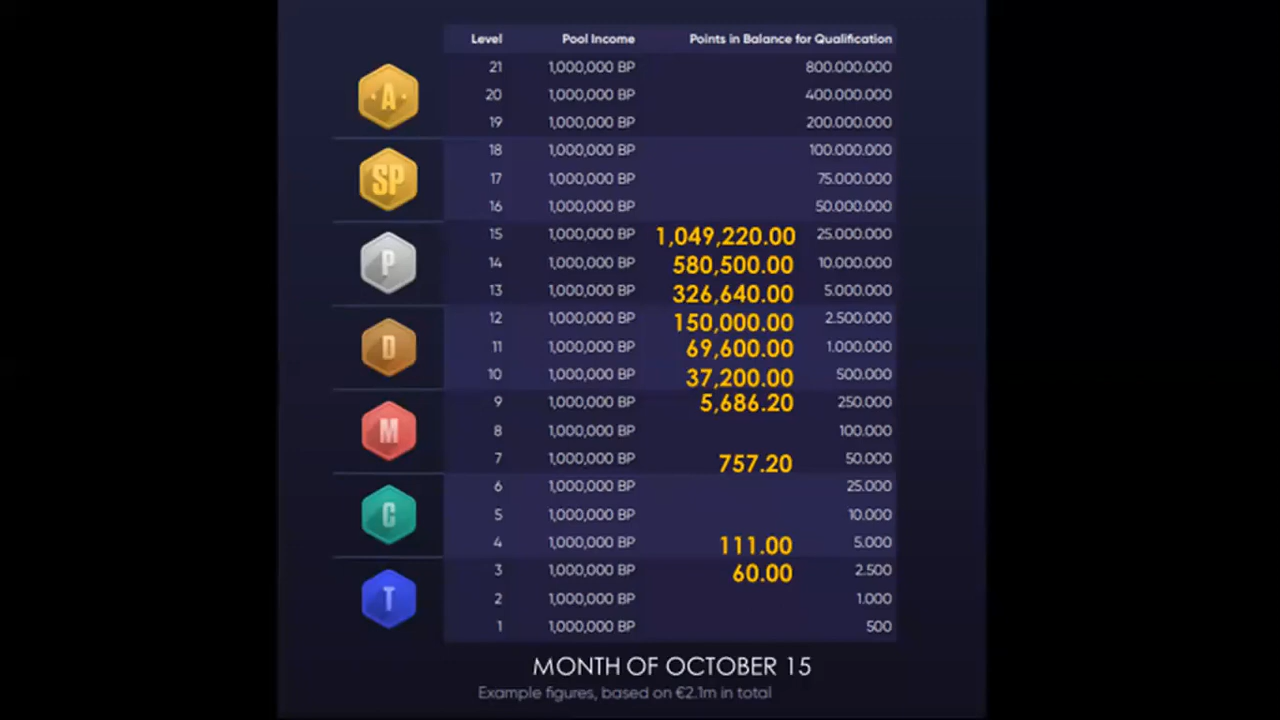 Level Pool Income Points in Balance for Qualification
21 1,000,000 BP 800.000.000
A
20 1,000,000 BP 400.000.000
19 1,000,000 BP 200.000.000
18 1,000,000 BP 100.000.000
SP
17 1,000,000 BP 75.000.000
16 1,000,000 BP 50.000.000
15 1,000,000 BP 1,049,220.00 25.000.000
P
14 1,000,000 BP 580,500.00 10.000.000
13 1,000,000 BP 326,640.00 5.000.000
12 1,000,000 BP 150,000.00 2.500.000
D
11 1,000,000 BP 69,600.00 1.000.000
10 1,000,000 BP 37,200.00 500.000
9 1,000,000 BP 5,686.20 250.000
M
8 1,000,000 BP 100.000
7 1,000,000 BP 757.20 50.000
6 1,000,000 BP 25.000
C
5 1,000,000 BP 10.000
4 1,000,000 BP 111.00 5.000
3 1,000,000 BP 60.00 2.500
T
2 1,000,000 BP 1.000
1 1,000,000 BP 500
MONTH OF OCTOBER 15
Example figures, based on €2.1m in total